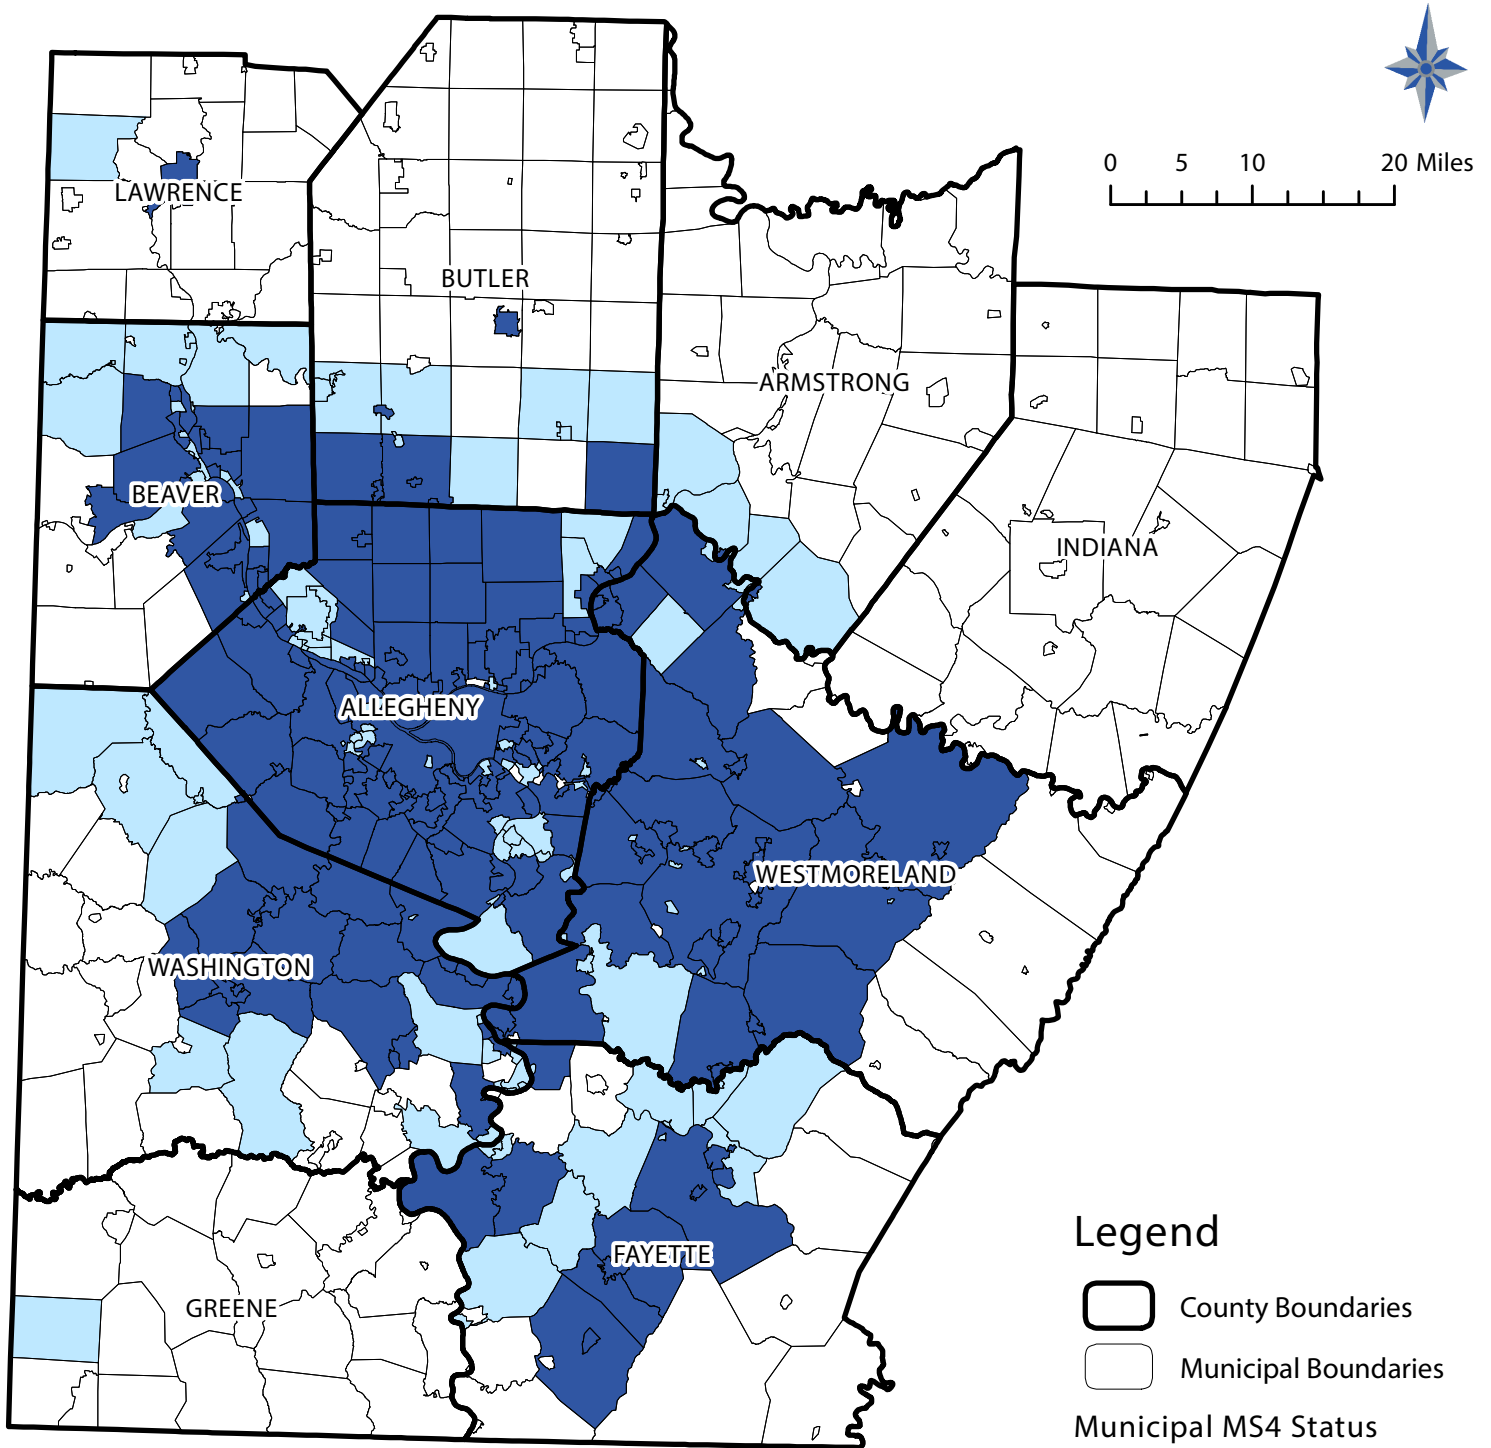 0 5 10 20 Miles
LAWRENCE
BUTLER
ARMSTRONG
BEAVER
INDIANA
ALLEGHENY
WESTMORELAND
WASHINGTON
FAYETTE
GREENE
Legend
County Boundaries
Municipal Boundaries
Municipal MS4 Status